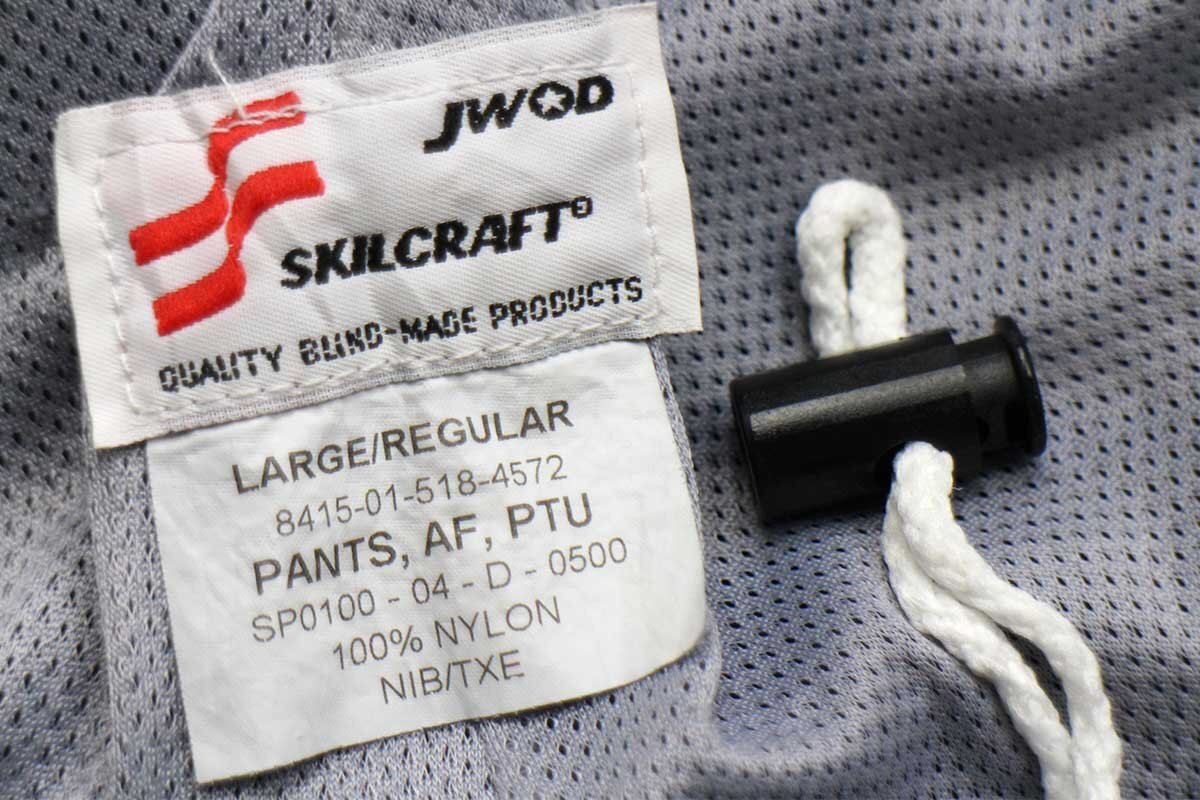 JWOD
SKILCRAFT®
QUALITY BLIND-MADE PRODUCTS
LARGE/REGULAR
8415-01-518-4572
PANTS, AF, PTU
SP0100 - 04 - D - 0500
100% NYLON
NIB/TXE